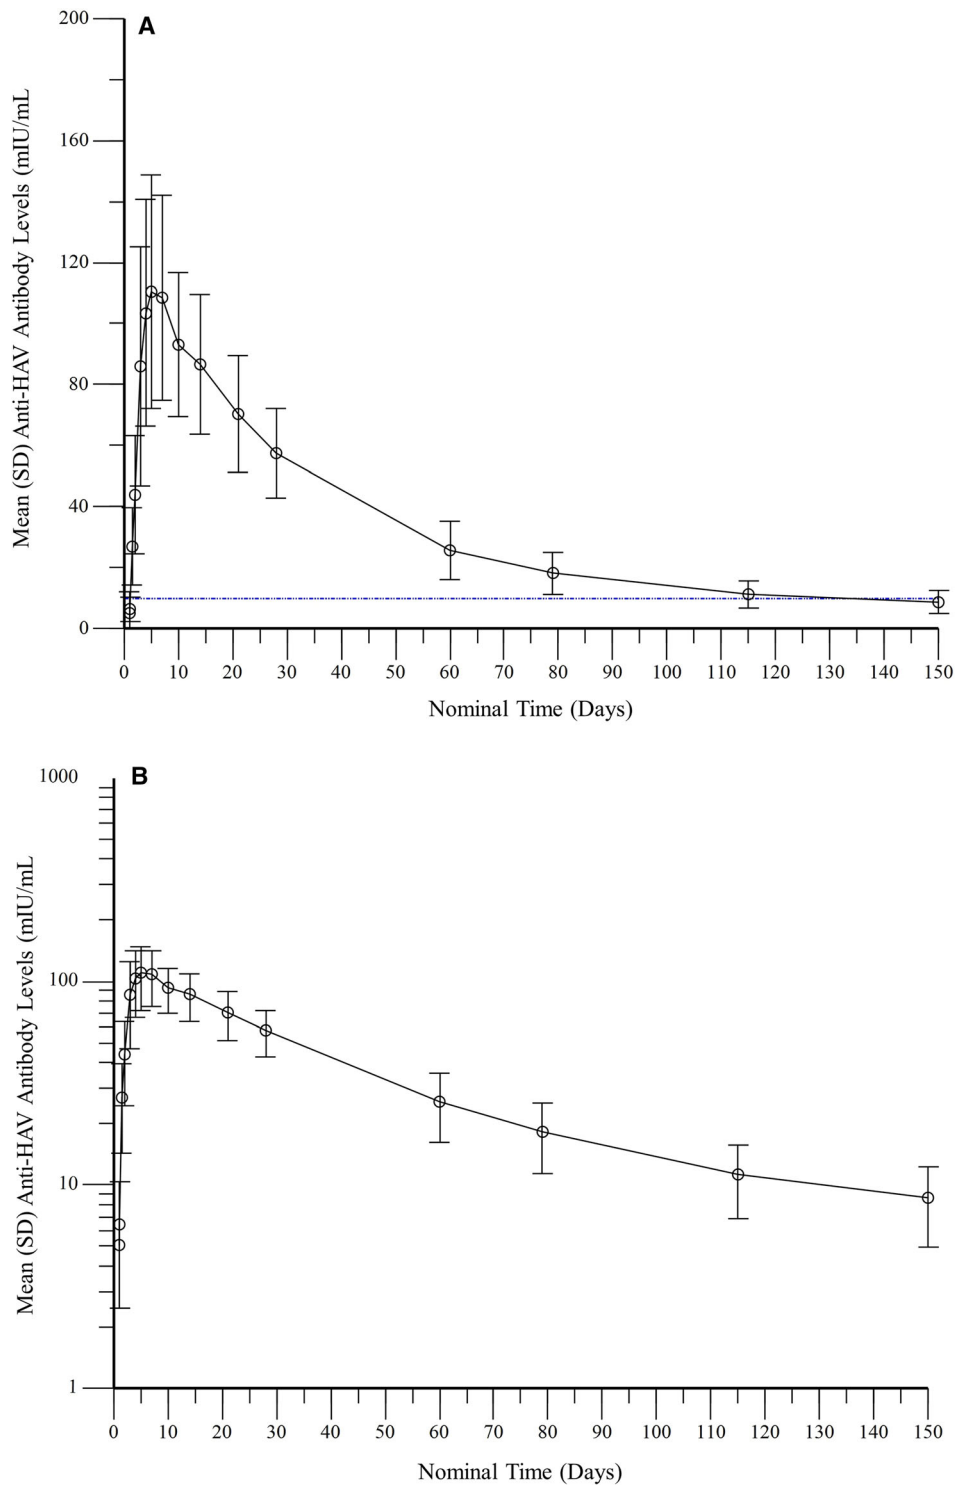 A
200
160
120
80
40
0
Mean (SD) Anti-HAV Antibody Levels (mIU/mL
0 10 20 30 40 50 60 70 80 90 100 110 120 130 140 150
Nominal Time (Days)
B
1000
100
10
1
Mean (SD) Anti-HAV Antibody Levels (mIU/mL
0 10 20 30 40 50 60 70 80 90 100 110 120 130 140 150
Nominal Time (Days)